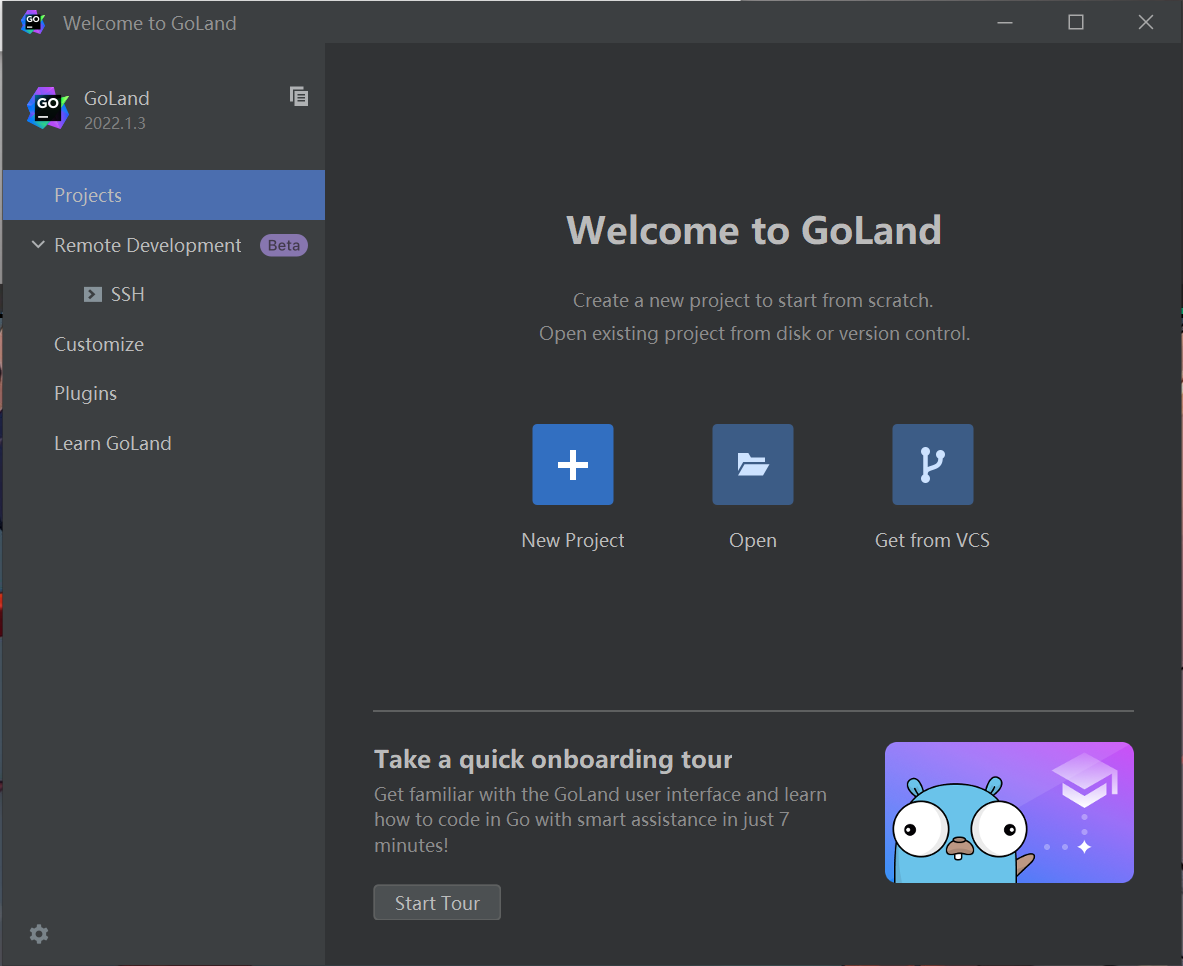 Welcome to GoLand
GO
GoLand
2022.1.3
Projects
Remote Development Beta
SSH
Customize
Plugins
Learn GoLand
Welcome to GoLand
Create a new project to start from scratch.
Open existing project from disk or version control.
New Project
Open
Get from VCS
Take a quick onboarding tour
Get familiar with the GoLand user interface and learn
how to code in Go with smart assistance in just 7
minutes!
Start Tour